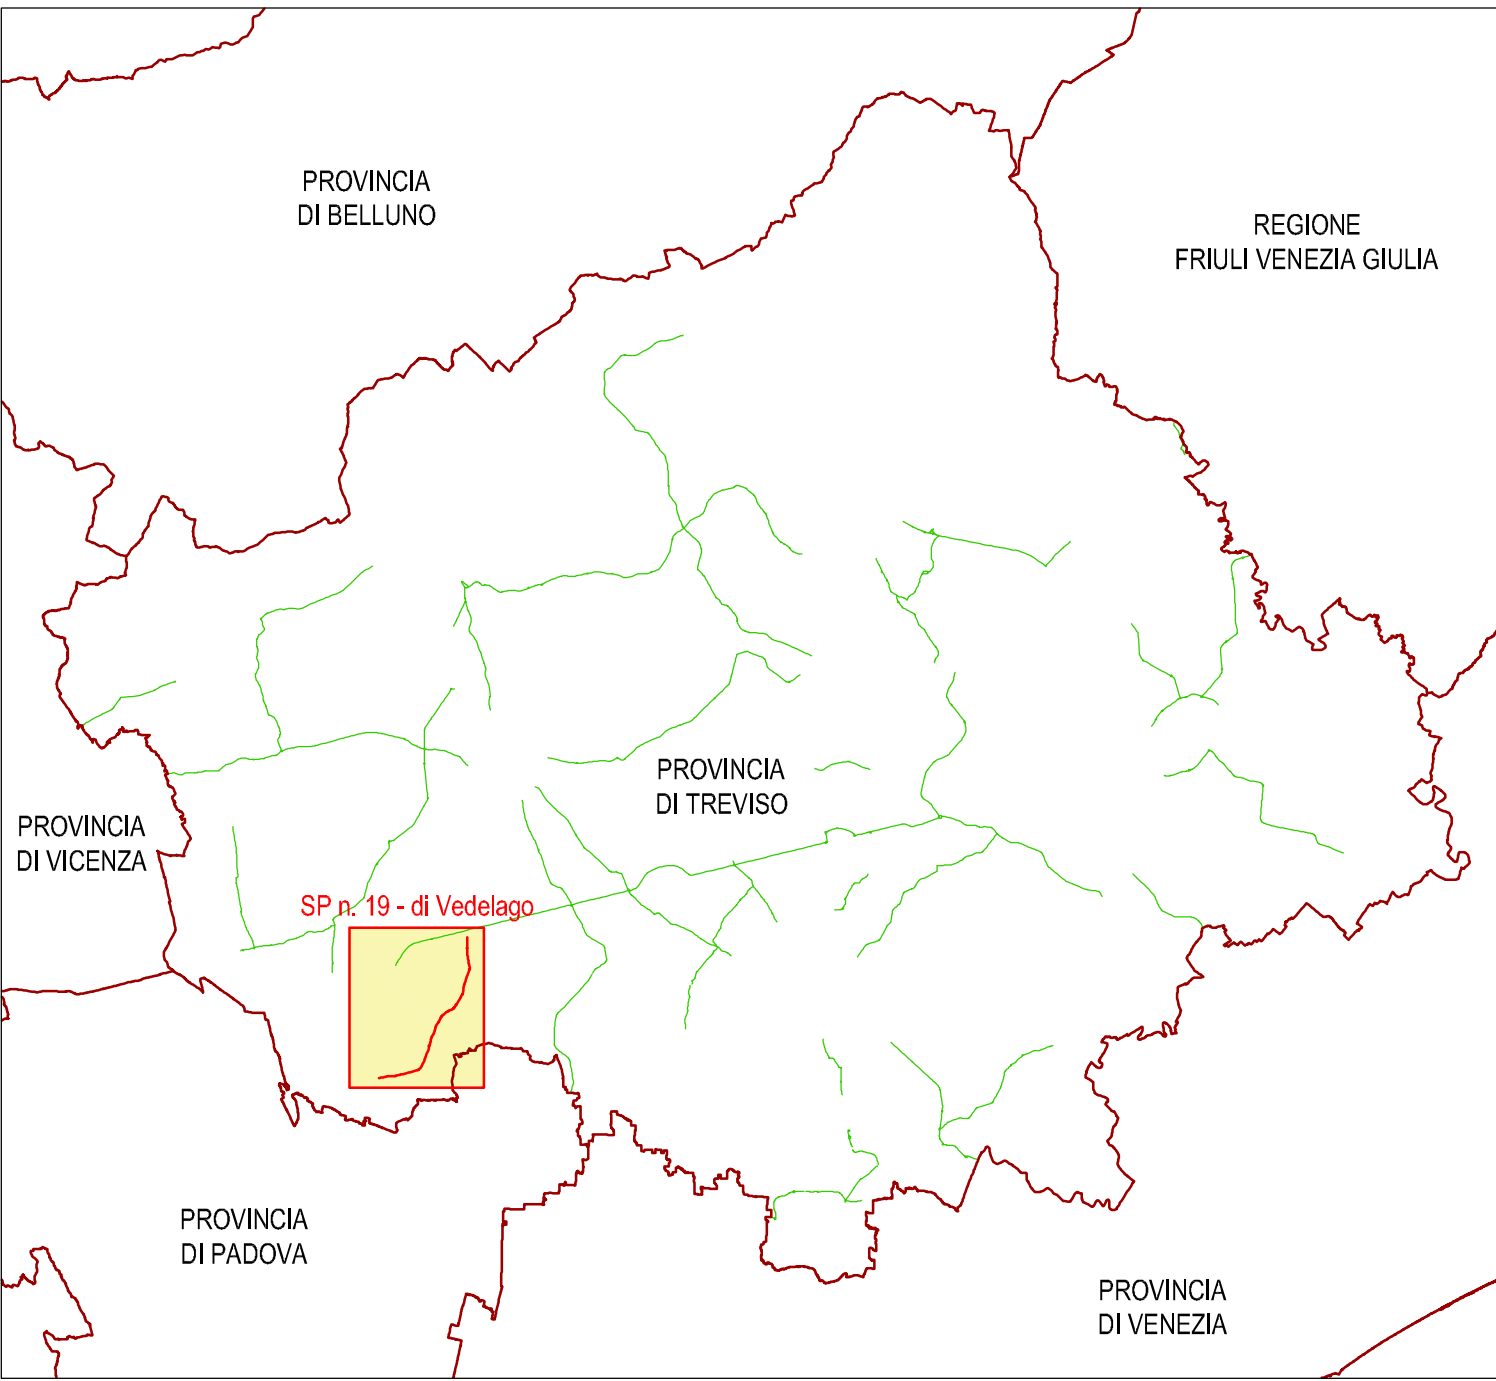 PROVINCIA
DI BELLUNO
REGIONE
FRIULI VENEZIA GIULIA
PROVINCIA
DI TREVISO
PROVINCIA
DI VICENZA
SP n. 19 - di Vedelago
PROVINCIA
DI PADOVA
PROVINCIA
DI VENEZIA